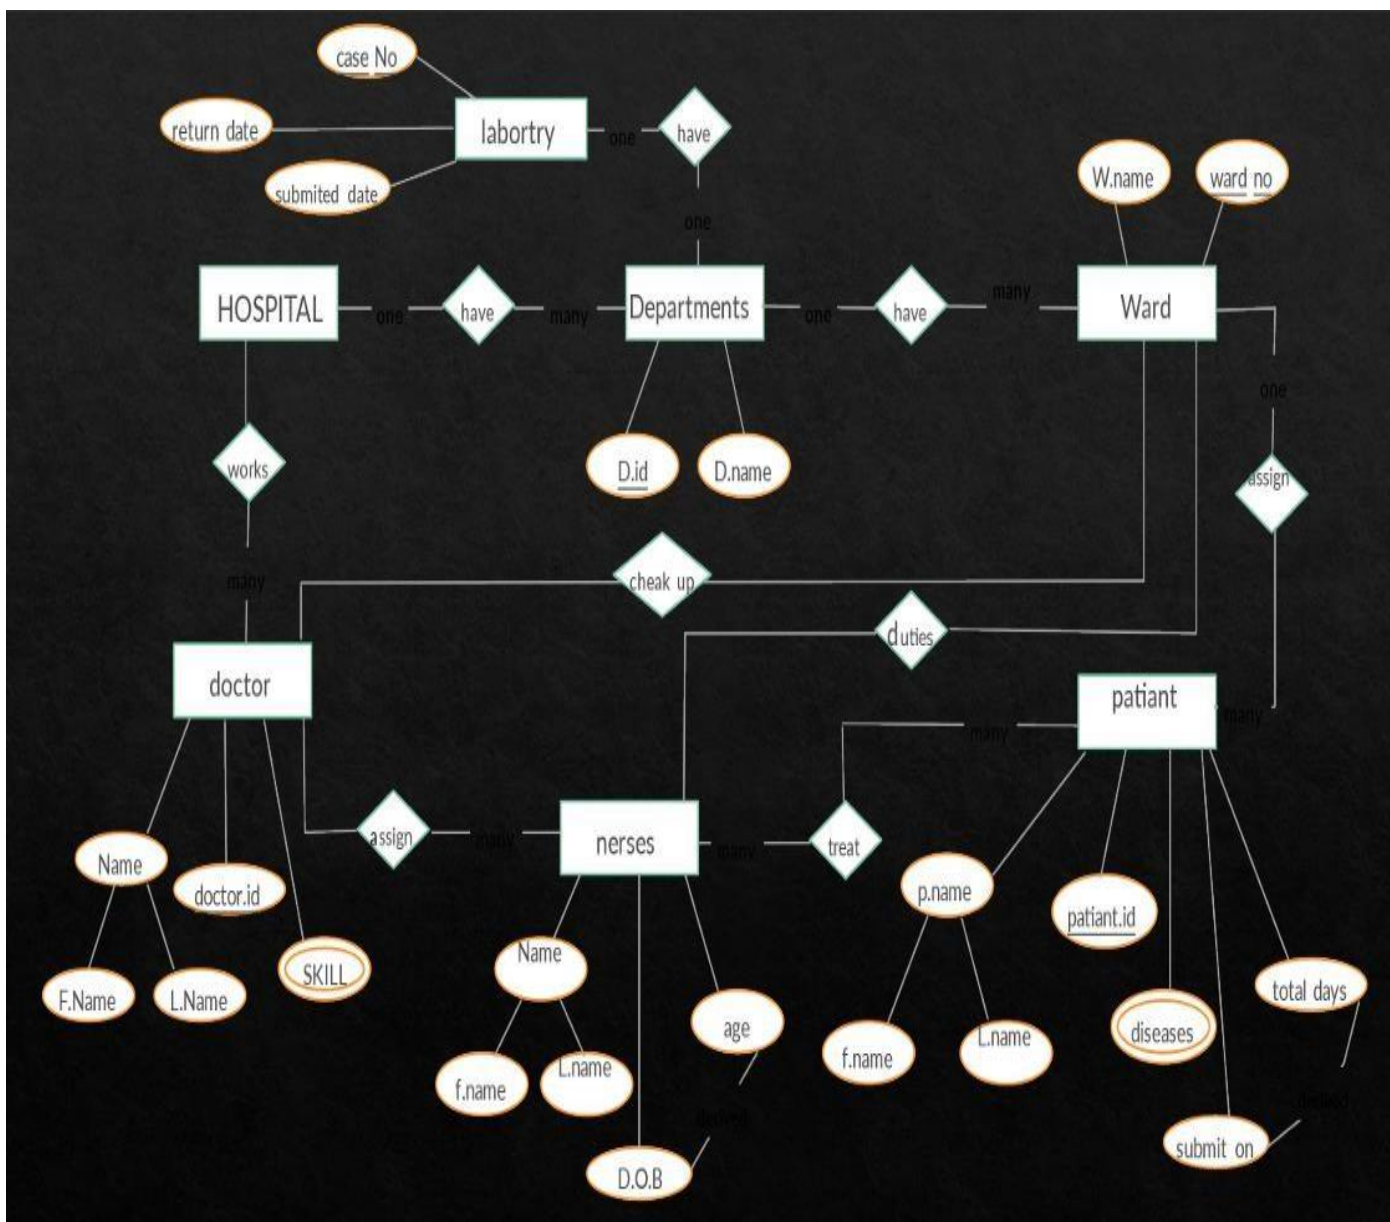 case No
return date
labortry
one
have
submited date
W.name
ward no
one
HOSPITAL
one
have
many
Departments
one
have
many
Ward
one
works
D.id
D.name
assign
many
cheak up
duties
doctor
patiant
many
many
assign
many
nerses
many
treat
Name
doctor.id
p.name
patiant.id
F.Name
L.Name
SKILL
Name
age
total days
f.name
L.name
f.name
L.name
diseases
derived
derived
D.O.B
submit on